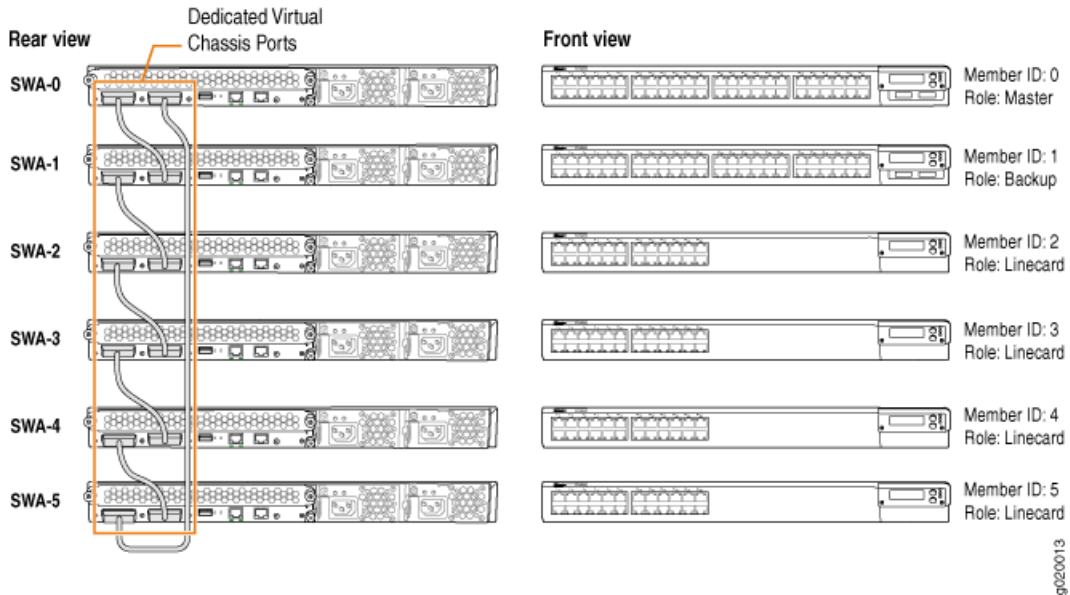 Dedicated Virtual
Chassis Ports
Rear view
Front view
SWA-0
Member ID: 0
Role: Master
SWA-1
Member ID: 1
Role: Backup
SWA-2
Member ID: 2
Role: Linecard
SWA-3
Member ID: 3
Role: Linecard
SWA-4
Member ID: 4
Role: Linecard
SWA-5
Member ID: 5
Role: Linecard
g020013